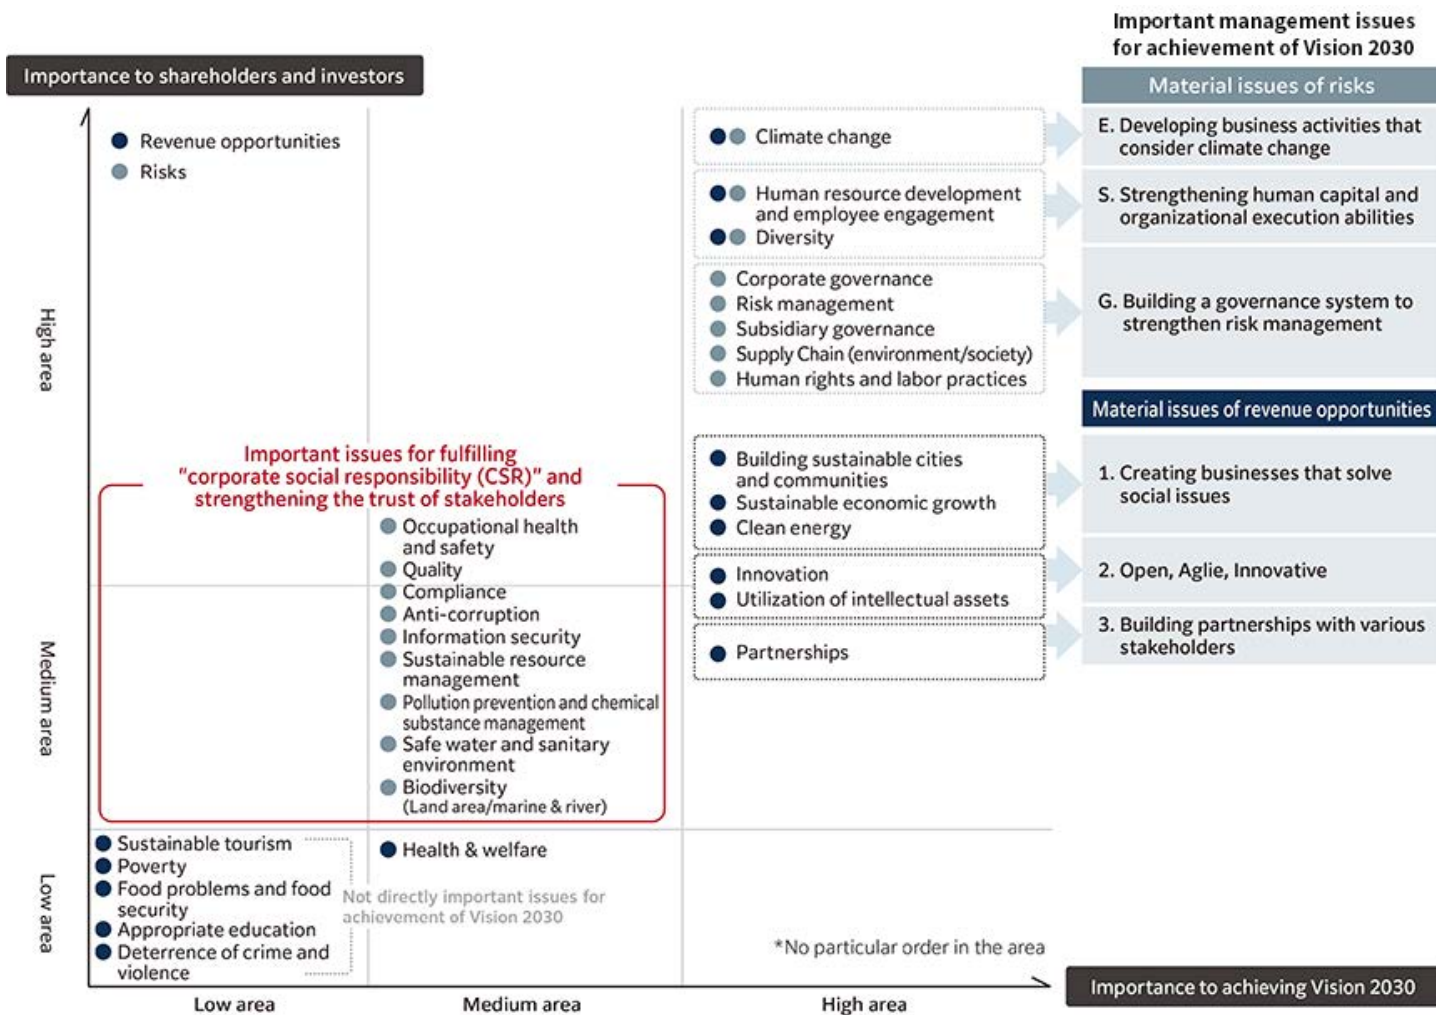 Important management issues
for achievement of Vision 2030
Importance to shareholders and investors
Material issues of risks
Revenue opportunities
Risks
Climate change
E. Developing business activities that
consider climate change
Human resource development
and employee engagement
Diversity
S. Strengthening human capital and
organizational execution abilities
Corporate governance
Risk management
Subsidiary governance
Supply Chain (environment/society)
Human rights and labor practices
G. Building a governance system to
strengthen risk management
High area
Material issues of revenue opportunities
Important issues for fulfilling
"corporate social responsibility (CSR)" and
strengthening the trust of stakeholders
Building sustainable cities
and communities
Sustainable economic growth
Clean energy
1. Creating businesses that solve
social issues
Occupational health
and safety
Quality
Compliance
Anti-corruption
Information security
Sustainable resource
management
Pollution prevention and chemical
substance management
Safe water and sanitary
environment
Biodiversity
(Land area/marine & river)
Innovation
Utilization of intellectual assets
2. Open, Aglie, Innovative
Partnerships
3. Building partnerships with various
stakeholders
Medium area
Sustainable tourism
Poverty
Food problems and food
security
Appropriate education
Deterrence of crime and
violence
Health & welfare
Not directly important issues for
achievement of Vision 2030
Low area
*No particular order in the area
Importance to achieving Vision 2030
Low area
Medium area
High area